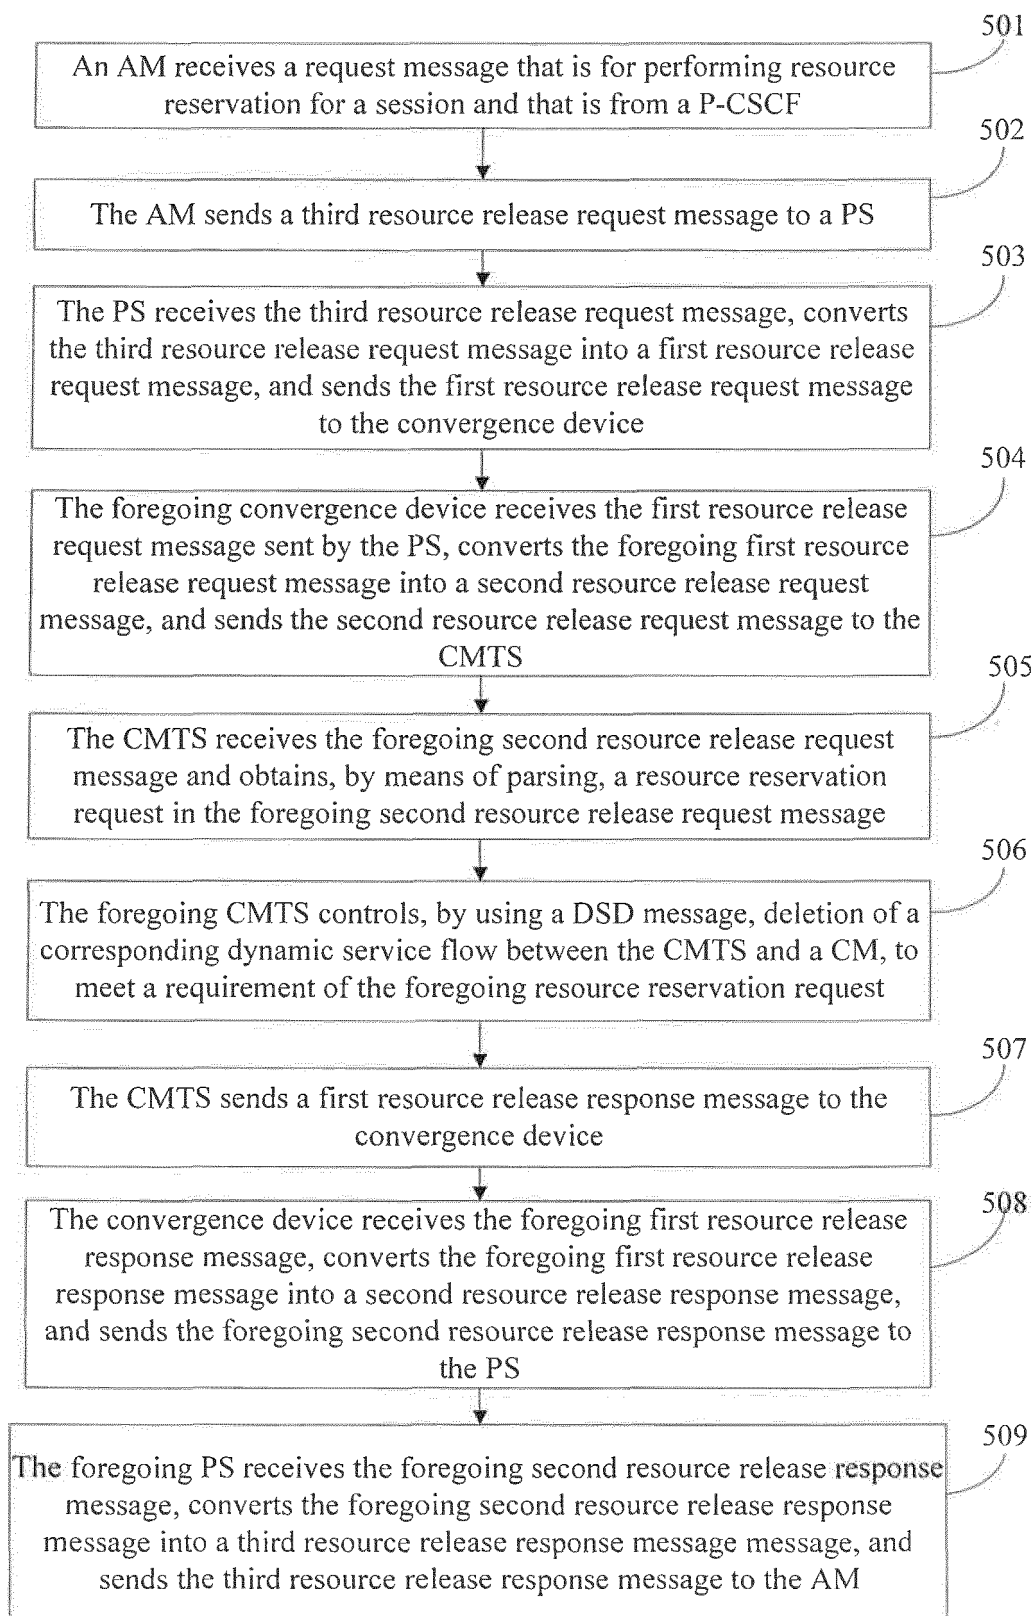 501
An AM receives a request message that is for performing resource
reservation for a session and that is from a P-CSCF
502
The AM sends a third resource release request message to a PS
503
The PS receives the third resource release request message, converts
the third resource release request message into a first resource release
request message, and sends the first resource release request message
to the convergence device
504
The foregoing convergence device receives the first resource release
request message sent by the PS, converts the foregoing first resource
release request message into a second resource release request
message, and sends the second resource release request message to the
CMTS
505
The CMTS receives the foregoing second resource release request
message and obtains, by means of parsing, a resource reservation
request in the foregoing second resource release request message
506
The foregoing CMTS controls, by using a DSD message, deletion of a
corresponding dynamic service flow between the CMTS and a CM, to
meet a requirement of the foregoing resource reservation request
507
The CMTS sends a first resource release response message to the
convergence device
508
The convergence device receives the foregoing first resource release
response message, converts the foregoing first resource release
response message into a second resource release response message,
and sends the foregoing second resource release response message to
the PS
509
The foregoing PS receives the foregoing second resource release response
message, converts the foregoing second resource release response
message into a third resource release response message message, and
sends the third resource release response message to the AM